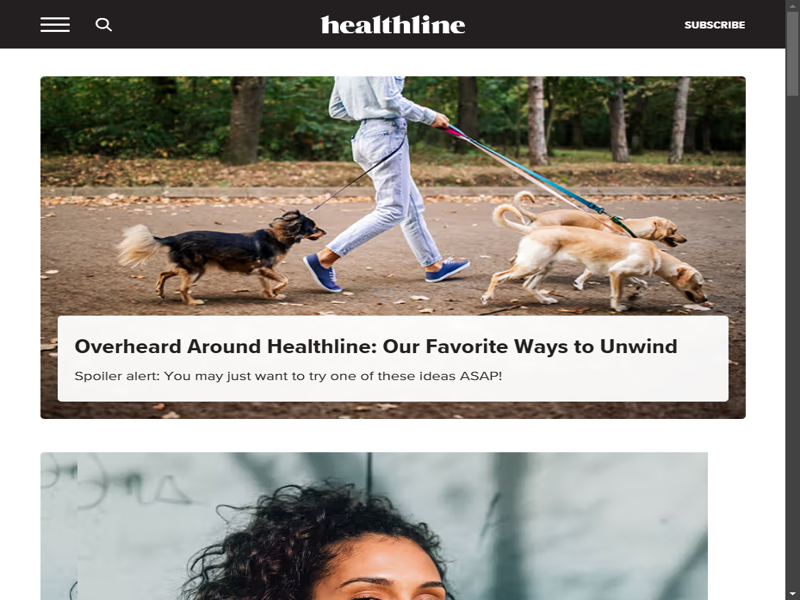 healthline
SUBSCRIBE
Overheard Around Healthline: Our Favorite Ways to Unwind
Spoiler alert: You may just want to try one of these ideas ASAP!